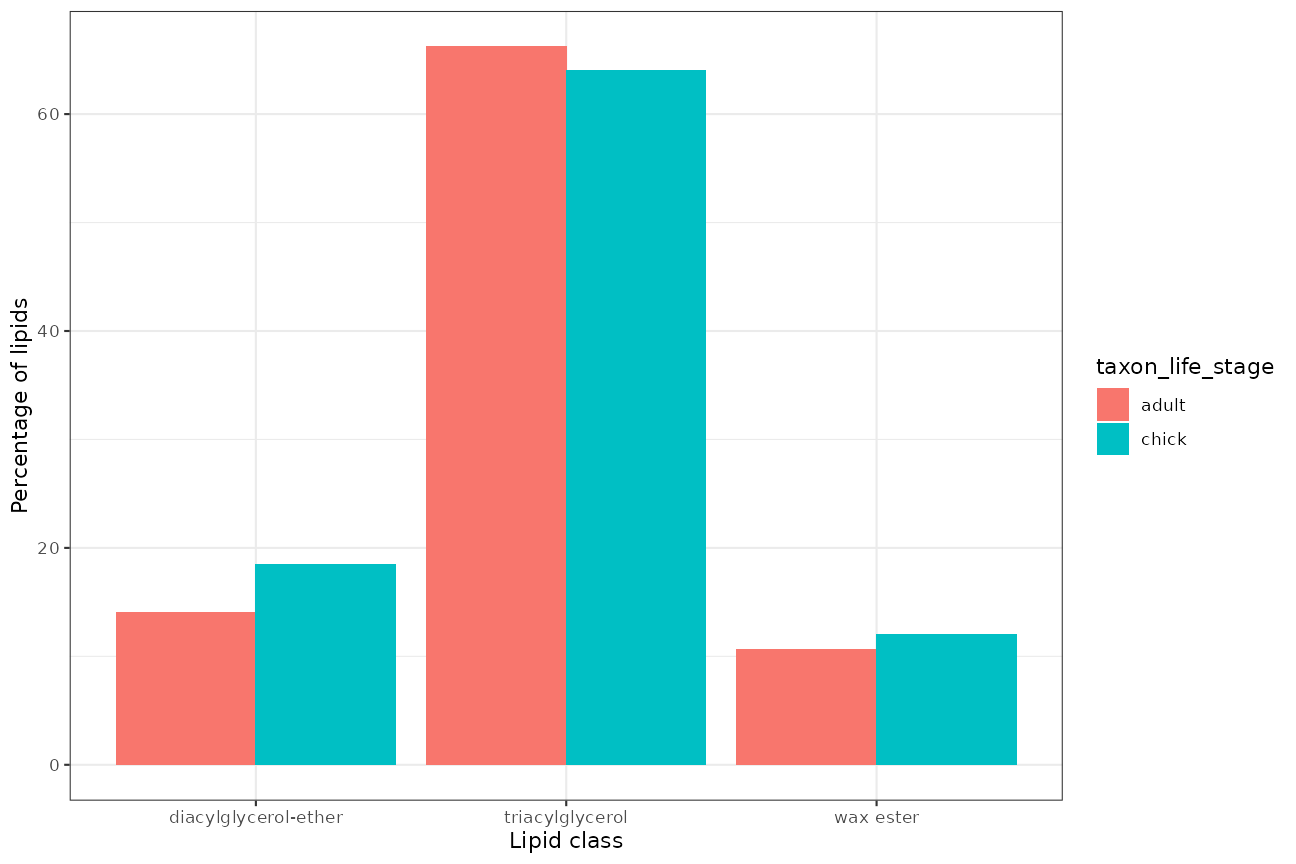 Percentage of lipids
60
40
20
0
diacylglycerol-ether triacylglycerol wax ester
Lipid class
taxon_life_stage
adult
chick